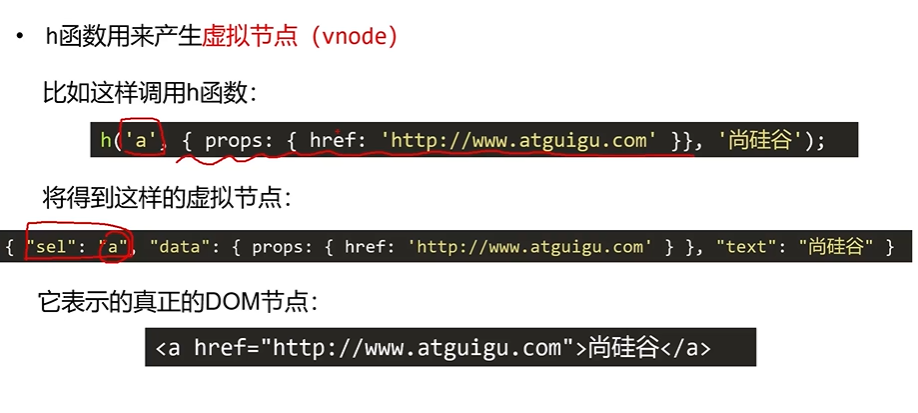 • h函数用来产生虚拟节点（vnode）
比如这样调用h函数：
h('a', { props: { href: 'http://www.atguigu.com' }}, '尚硅谷');
将得到这样的虚拟节点：
{ "sel": "a", "data": { props: { href: 'http://www.atguigu.com' } }, "text": "尚硅谷" }
它表示的真正的DOM节点：
<a href="http://www.atguigu.com">尚硅谷</a>